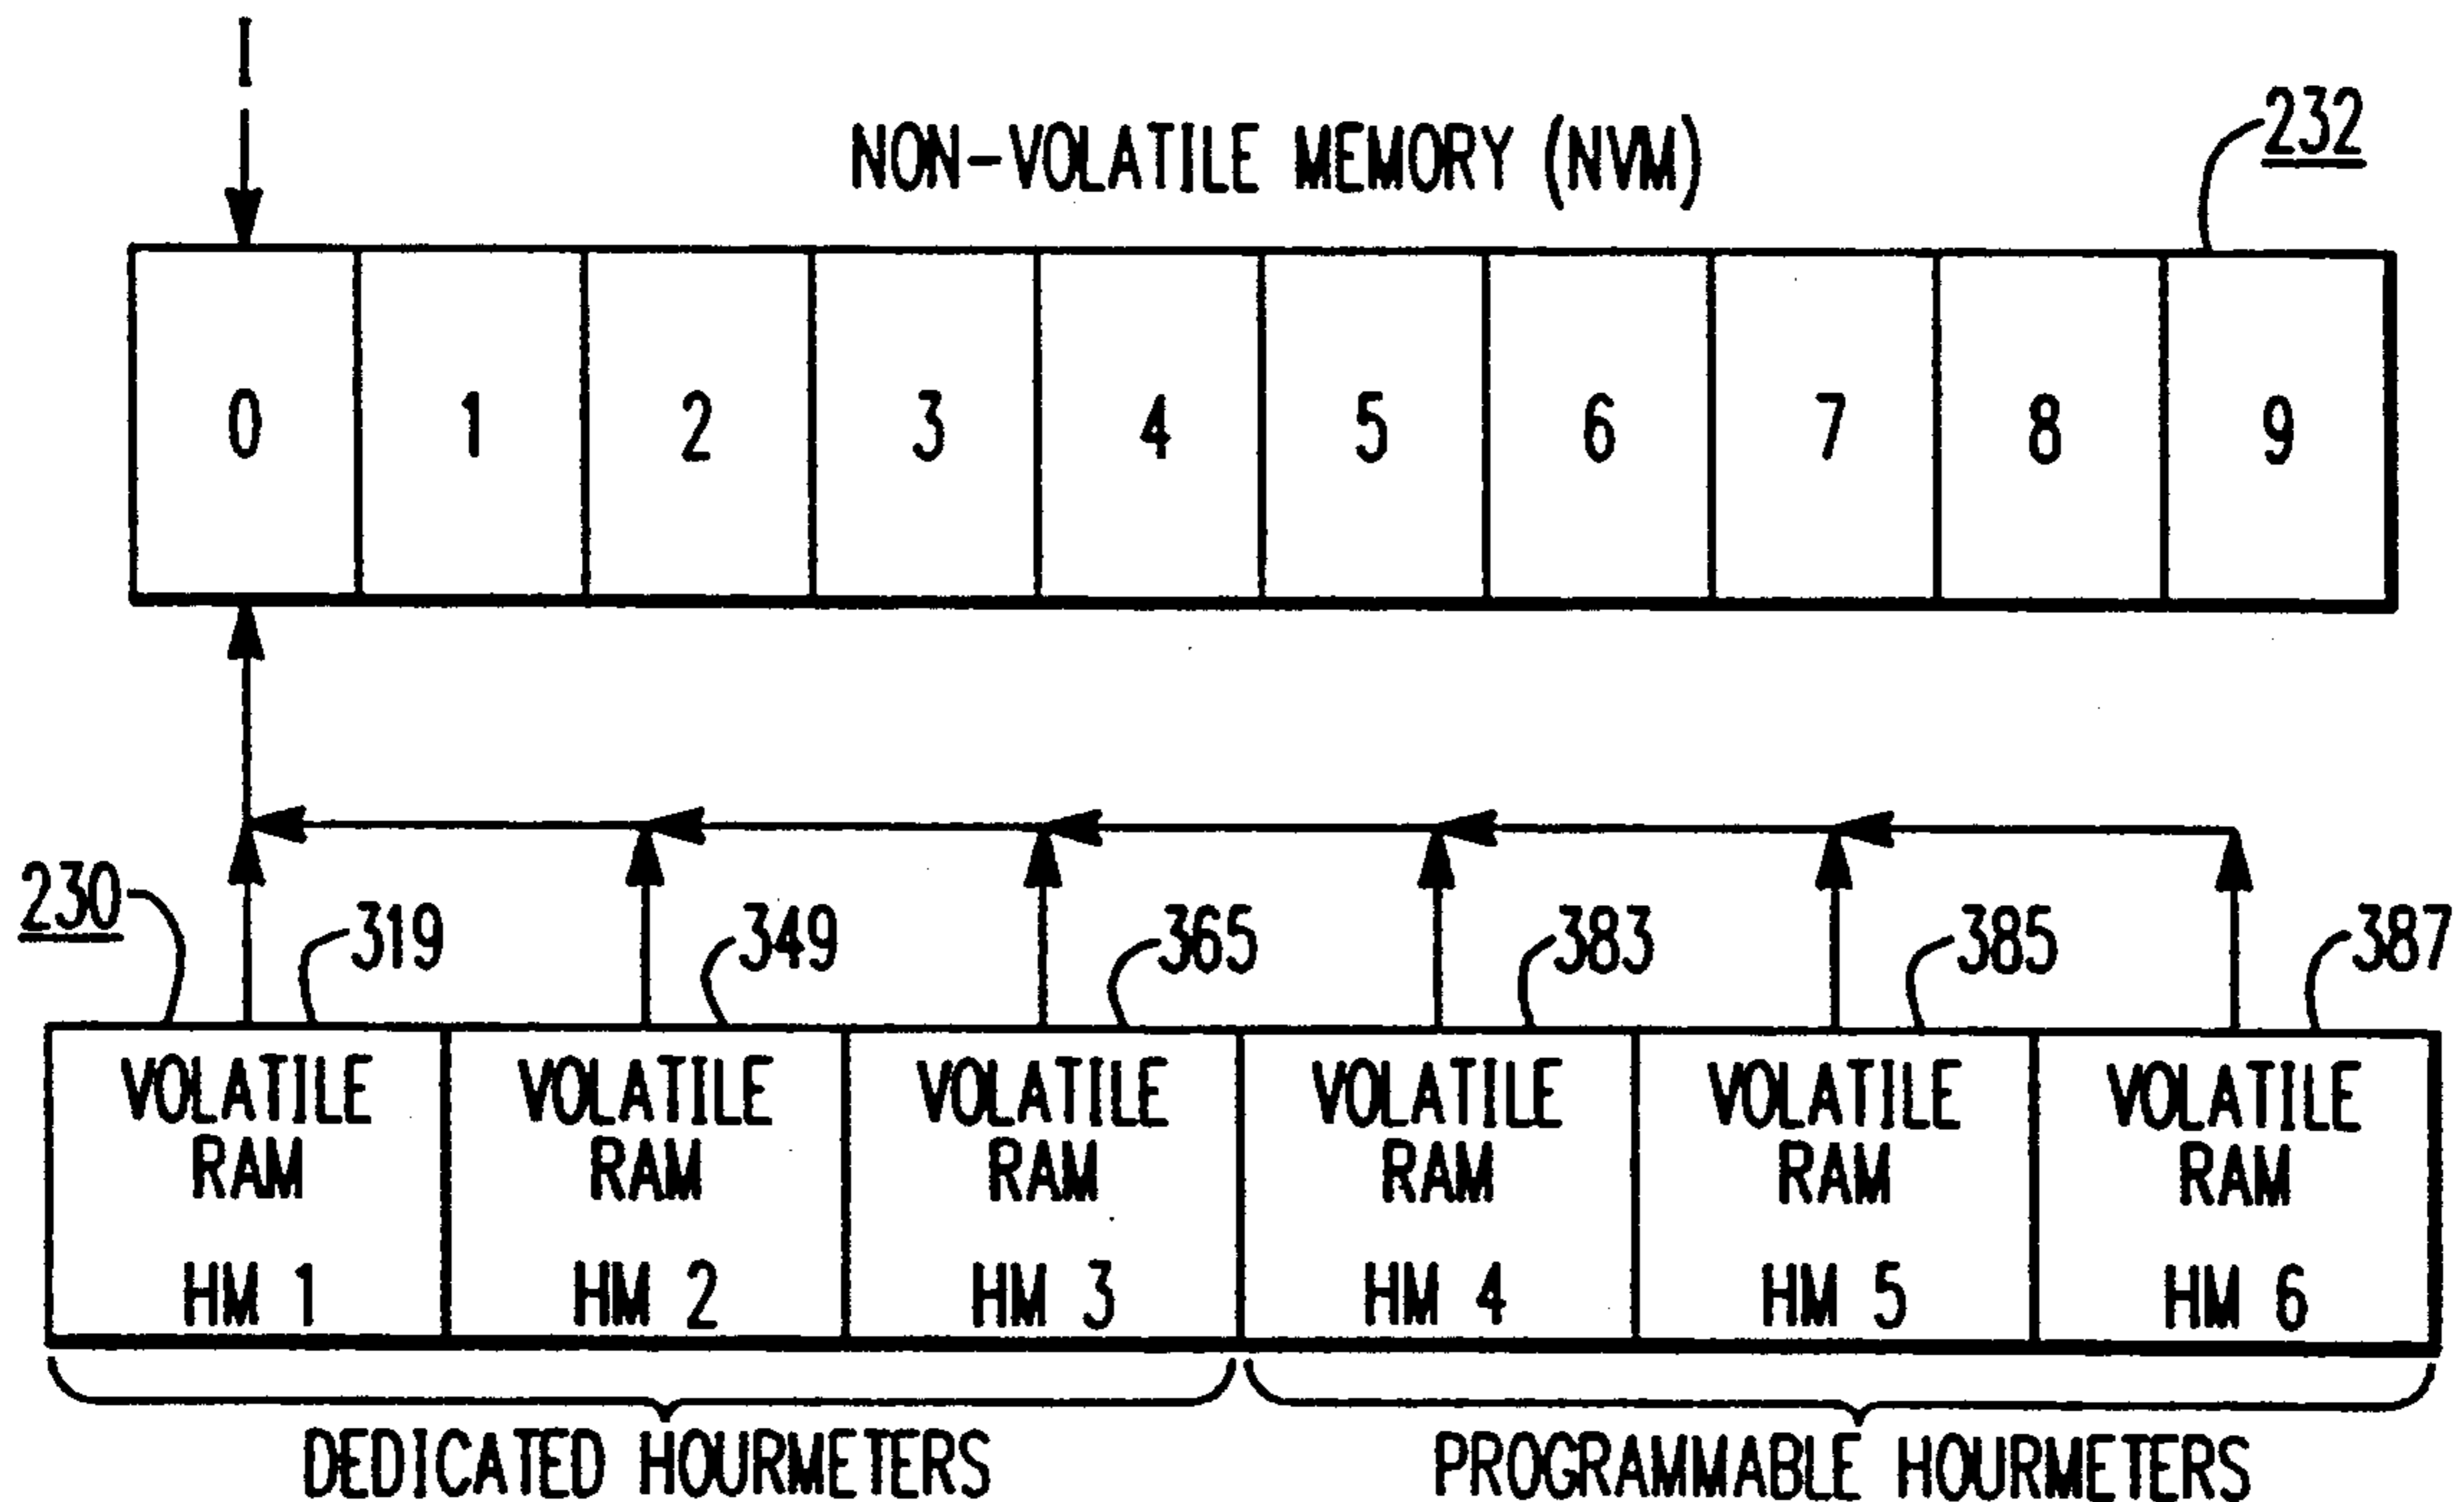 NON-VOLATILE MEMORY (NVM)
232
0 1 2 3 4 5 6 7 8 9
230 319 349 365 383 385 387
VOLATILE VOLATILE VOLATILE VOLATILE VOLATILE VOLATILE
RAM RAM RAM RAM RAM RAM
HM 1 HM 2 HM 3 HM 4 HM 5 HM 6
DEDICATED HOURMETERS PROGRAMMABLE HOURMETERS